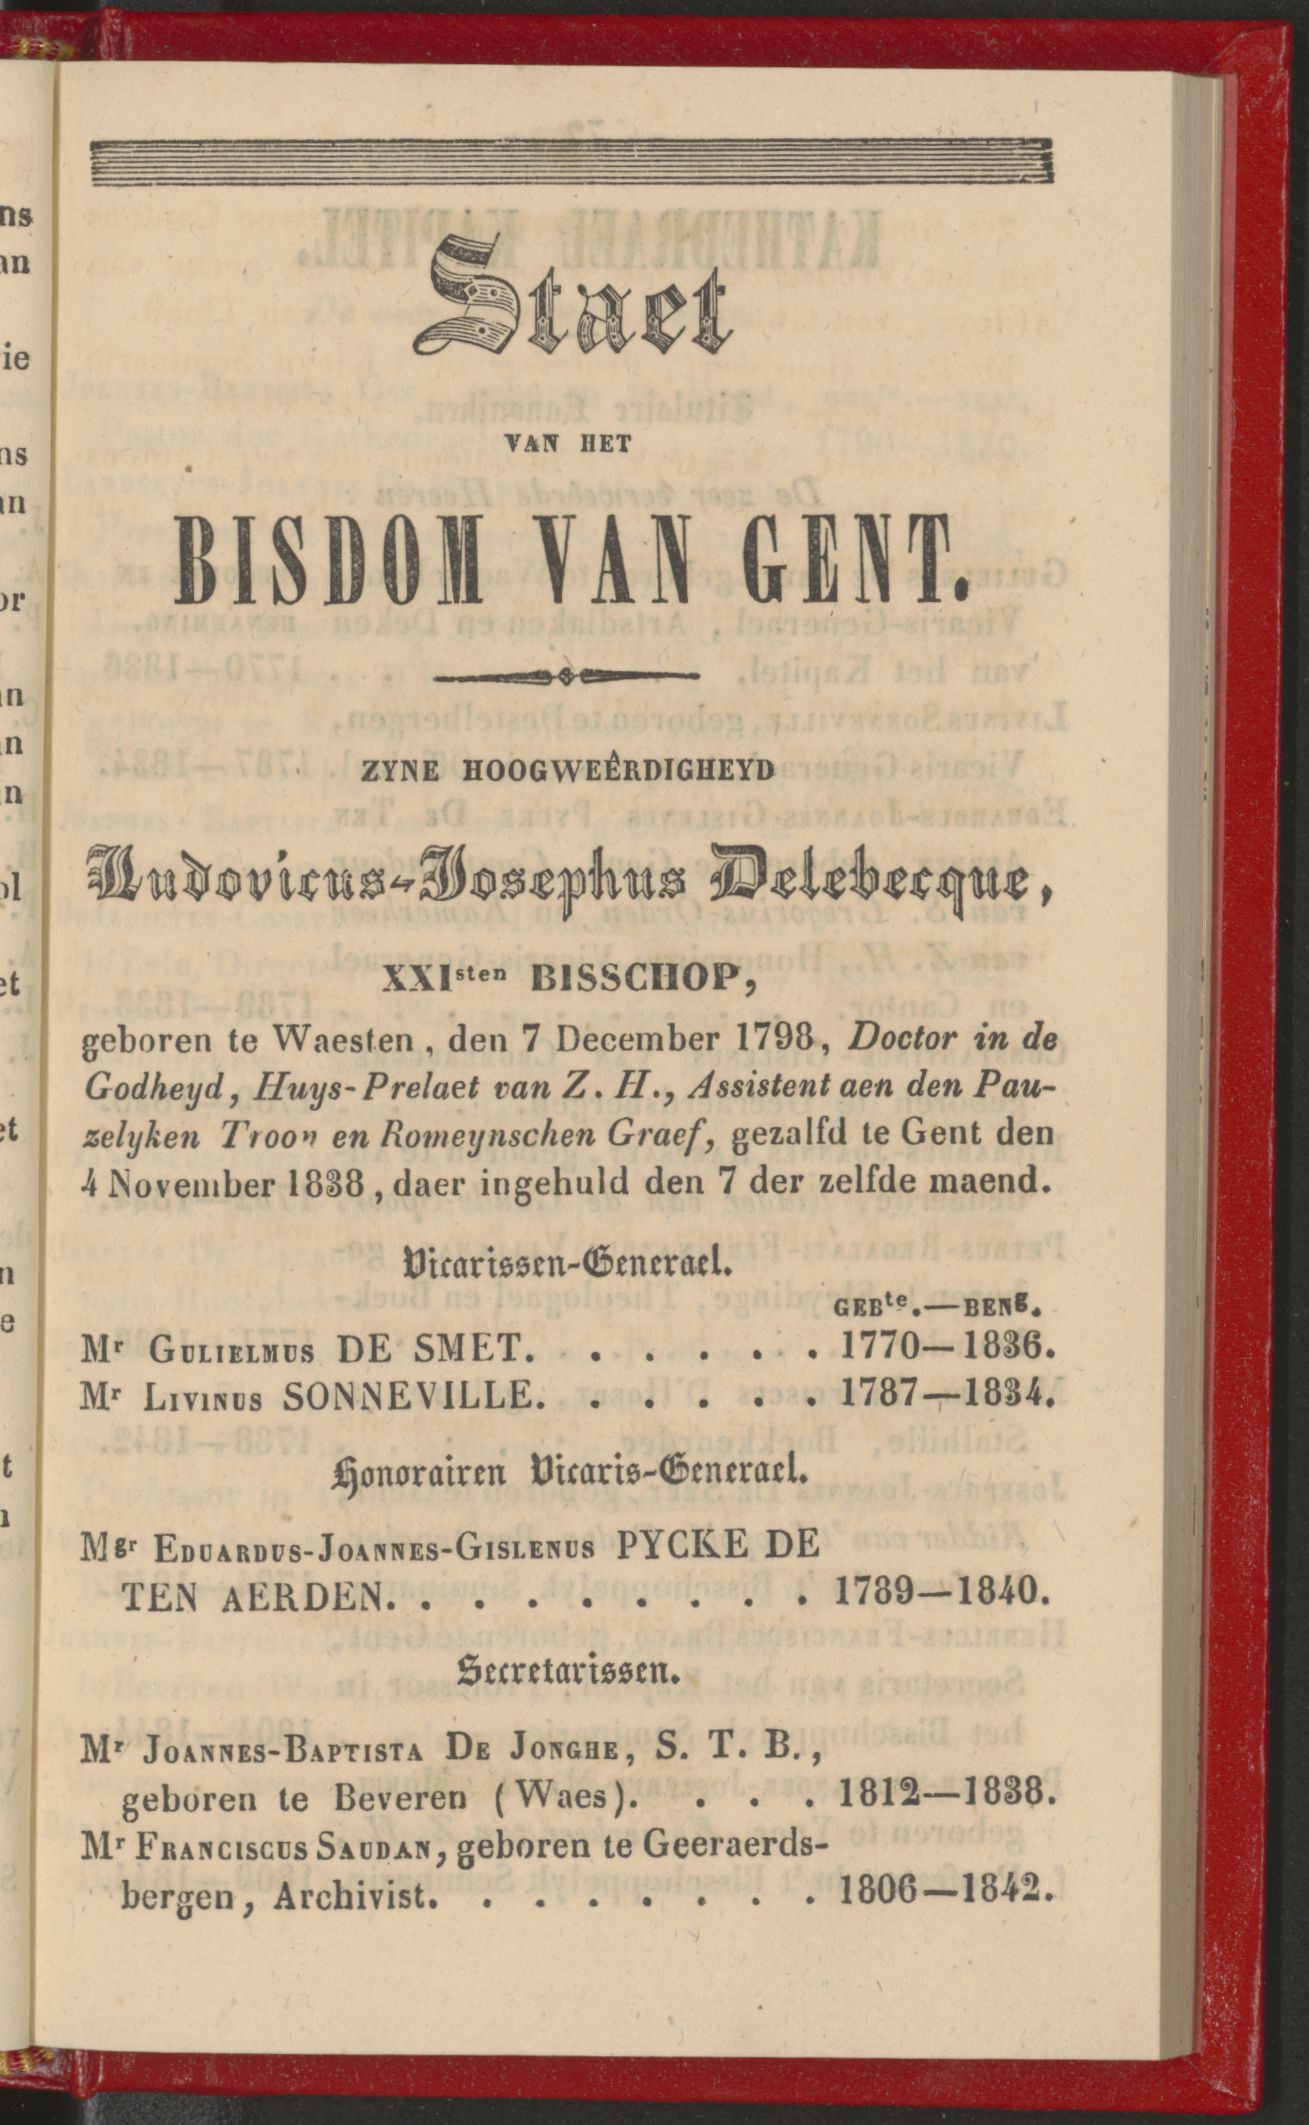 Staet
VAN HET
BISDOM VAN GENT.
ZYNE HOOGWEÊRDIGHEYD
Ludovicus-Josephus Delebecque,
XXIsten BISSCHOP,
geboren te Waesten, den 7 December 1798, Doctor in de
Godheyd, Huys-Prelaet van Z. H., Assistent aen den Pau-
zelyken Troon en Romeynschen Graef, gezalfd te Gent den
4 November 1838, daer ingehuld den 7 der zelfde maend.
Vicarissen-Generael.
GEBte.—BENg.
Mr GULIELMUS DE SMET. . . . . . 1770—1836.
Mr LIVINUS SONNEVILLE. . . . . . 1787—1834.
Honorairen Vicaris-Generael.
Mgr EDUARDUS-JOANNES-GISLENUS PYCKE DE
TEN AERDEN. . . . . . . . . 1789—1840.
Secretarissen.
Mr JOANNES-BAPTISTA DE JONGHE, S. T. B.,
geboren te Beveren (Waes). . . . 1812—1838.
Mr FRANCISCUS SAUDAN, geboren te Geeraerds-
bergen, Archivist. . . . . . . . 1806—1842.